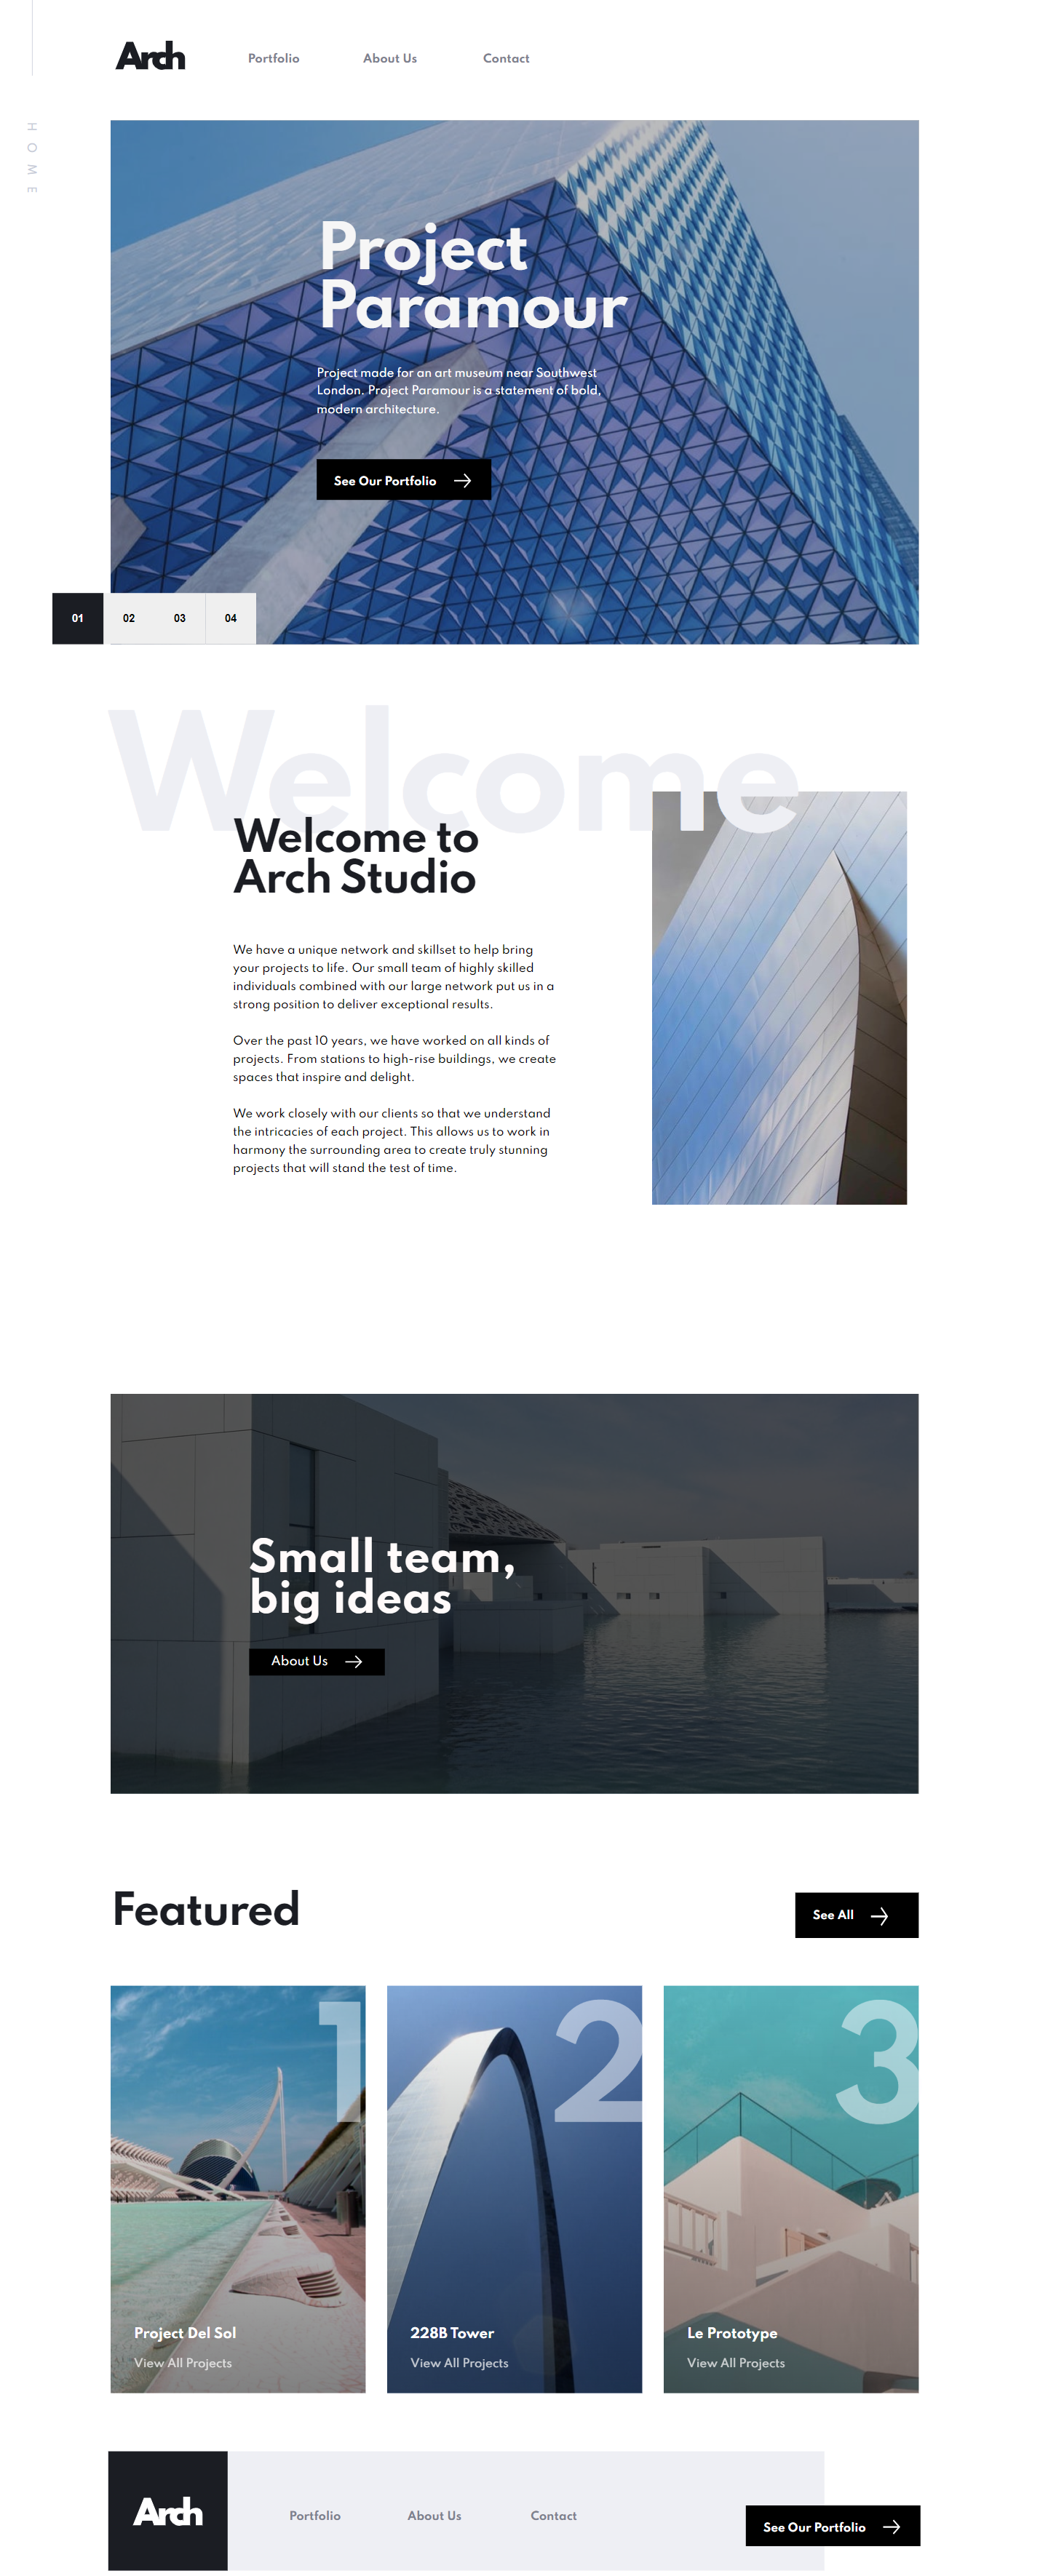 Arch
Portfolio
About Us
Contact
HOME
Project
Paramour
Project made for an art museum near Southwest
London. Project Paramour is a statement of bold,
modern architecture.
See Our Portfolio
01
02
03
04
Welcome
Welcome to
Arch Studio
We have a unique network and skillset to help bring
your projects to life. Our small team of highly skilled
individuals combined with our large network put us in a
strong position to deliver exceptional results.
Over the past 10 years, we have worked on all kinds of
projects. From stations to high-rise buildings, we create
spaces that inspire and delight.
We work closely with our clients so that we understand
the intricacies of each project. This allows us to work in
harmony the surrounding area to create truly stunning
projects that will stand the test of time.
Small team,
big ideas
About Us
Featured
See All
1
Project Del Sol
View All Projects
2
228B Tower
View All Projects
3
Le Prototype
View All Projects
Arch
Portfolio
About Us
Contact
See Our Portfolio